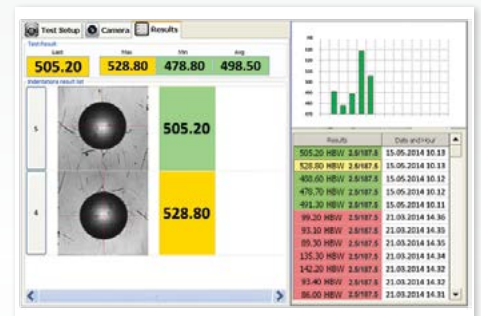 Test Setup Camera Results
Test Result
Last Max Min Avg
505.20 528.80 478.80 498.50
Indentations result list
5 505.20
4 528.80
Results Date and Hour
505.20 HBW 2.5/187.5 15.05.2014 10.13
528.80 HBW 2.5/187.5 15.05.2014 10.13
488.60 HBW 2.5/187.5 15.05.2014 10.12
478.70 HBW 2.5/187.5 15.05.2014 10.12
491.30 HBW 2.5/187.5 15.05.2014 10.11
99.20 HBW 2.5/187.5 21.03.2014 14.36
93.10 HBW 2.5/187.5 21.03.2014 14.35
89.30 HBW 2.5/187.5 21.03.2014 14.35
135.30 HBW 2.5/187.5 21.03.2014 14.34
142.20 HBW 2.5/187.5 21.03.2014 14.32
93.40 HBW 2.5/187.5 21.03.2014 14.32
86.00 HBW 2.5/187.5 21.03.2014 14.31